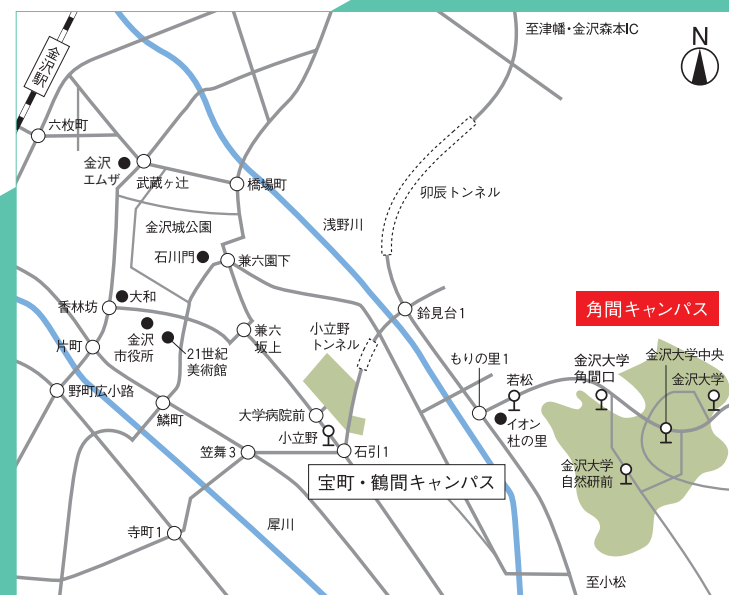 至津幡・金沢森本IC
N
金沢駅
六枚町
金沢
エムザ
武蔵ヶ辻
橋場町
卯辰トンネル
金沢城公園
浅野川
石川門
兼六園下
大和
香林坊
角間キャンパス
鈴見台1
金沢
市役所
21世紀
美術館
兼六
坂上
小立野
トンネル
片町
もりの里1
金沢大学
角間口
金沢大学中央
若松
金沢大学
野町広小路
鱗町
大学病院前
小立野
イオン
杜の里
笠舞3
石引1
金沢大学
自然研前
宝町・鶴間キャンパス
犀川
寺町1
至小松